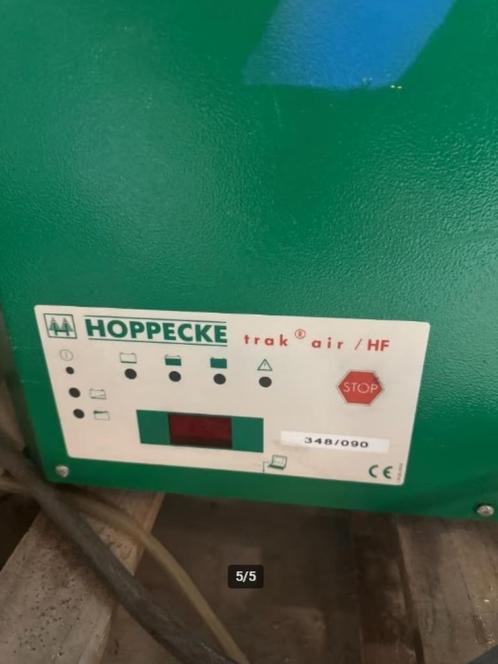 HOPPECKE trak® air / HF
STOP
348/090
CE
5/5